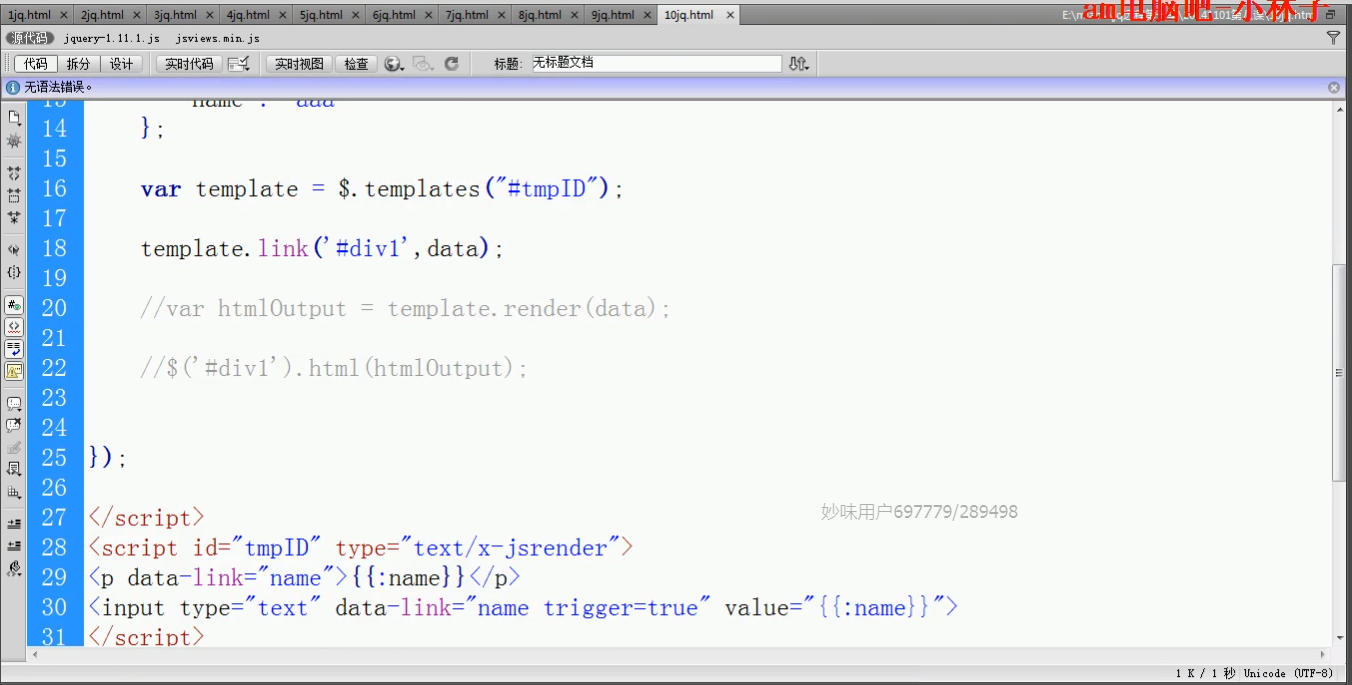 1jq.html × 2jq.html × 3jq.html × 4jq.html × 5jq.html × 6jq.html × 7jq.html × 8jq.html × 9jq.html × 10jq.html ×
am电脑吧-小林子
源代码 jquery-1.11.1.js jsviews.min.js
代码 拆分 设计 实时代码 实时视图 检查 标题: 无标题文档
无语法错误。
13 name : aaa
14 };
15
16 var template = $.templates("#tmpID");
17
18 template.link('#div1',data);
19
20 //var htmlOutput = template.render(data);
21
22 //$('#div1').html(htmlOutput);
23
24
25 });
26
妙味用户697779/289498
27 </script>
28 <script id="tmpID" type="text/x-jsrender">
29 <p data-link="name">{{:name}}</p>
30 <input type="text" data-link="name trigger=true" value="{{:name}}">
31 </script>
1 K / 1 秒 Unicode (UTF-8)